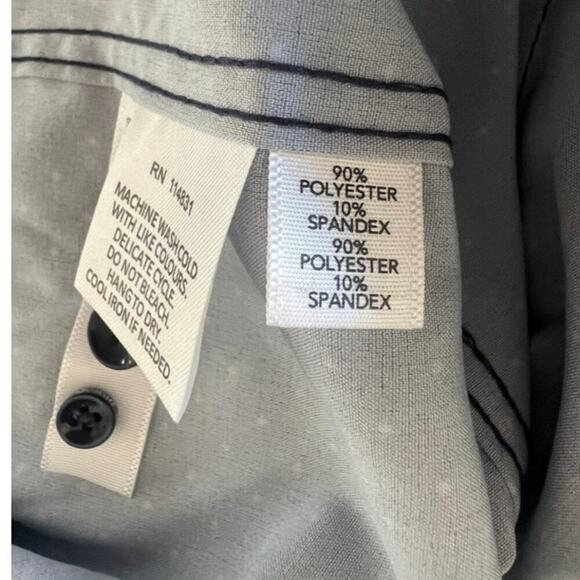 RN 114831
MACHINE WASH COLD
WITH LIKE COLOURS.
DELICATE CYCLE.
DO NOT BLEACH.
HANG TO DRY.
COOL IRON IF NEEDED.
90%
POLYESTER
10%
SPANDEX
90%
POLYESTER
10%
SPANDEX